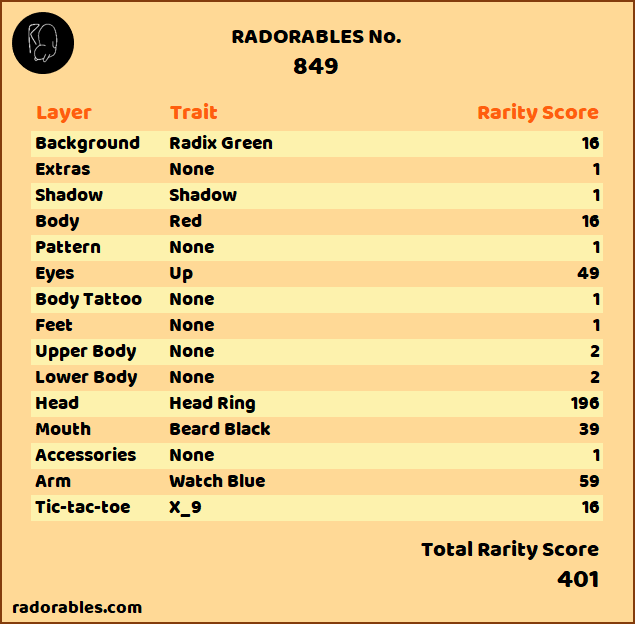 RADORABLES No.
849
Layer Trait Rarity Score
Background Radix Green 16
Extras None 1
Shadow Shadow 1
Body Red 16
Pattern None 1
Eyes Up 49
Body Tattoo None 1
Feet None 1
Upper Body None 2
Lower Body None 2
Head Head Ring 196
Mouth Beard Black 39
Accessories None 1
Arm Watch Blue 59
Tic-tac-toe X_9 16
Total Rarity Score
401
radorables.com